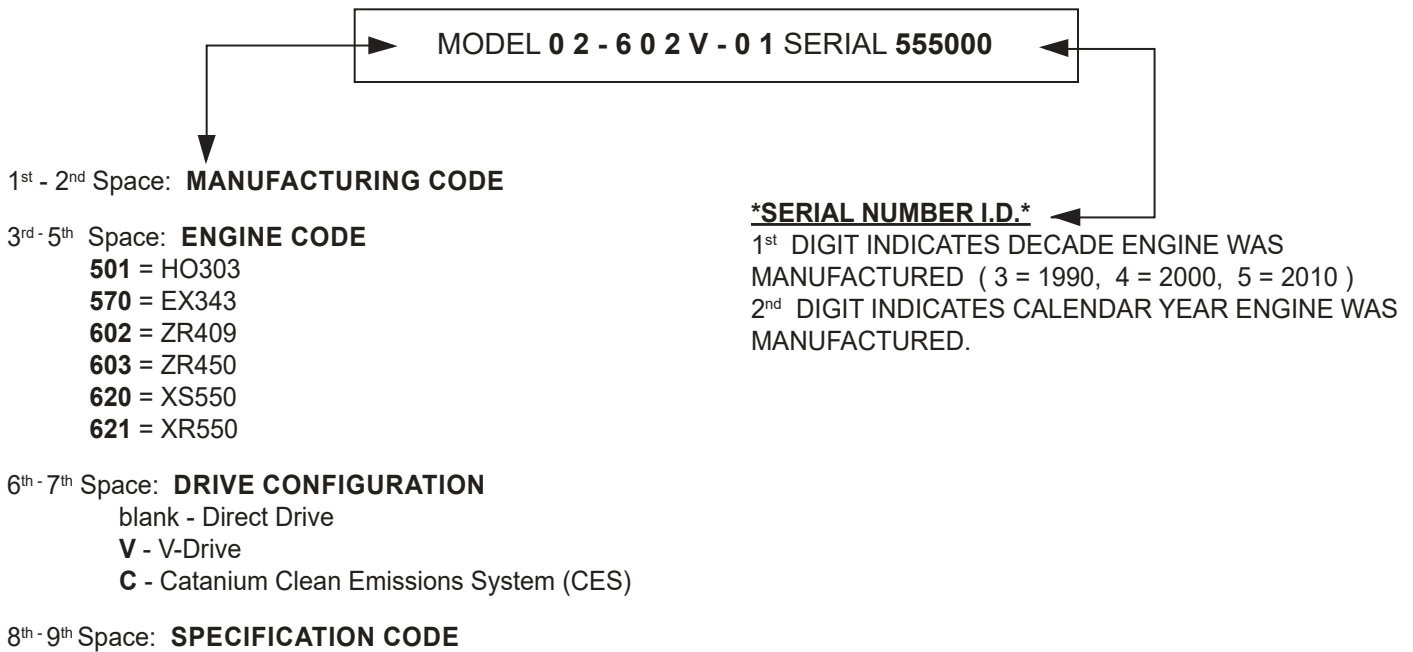 MODEL 0 2 - 6 0 2 V - 0 1 SERIAL 555000
1st - 2nd Space: MANUFACTURING CODE
3rd - 5th Space: ENGINE CODE
501 = HO303
570 = EX343
602 = ZR409
603 = ZR450
620 = XS550
621 = XR550
6th - 7th Space: DRIVE CONFIGURATION
blank - Direct Drive
V - V-Drive
C - Catanium Clean Emissions System (CES)
8th - 9th Space: SPECIFICATION CODE
*SERIAL NUMBER I.D.*
1st DIGIT INDICATES DECADE ENGINE WAS
MANUFACTURED ( 3 = 1990, 4 = 2000, 5 = 2010 )
2nd DIGIT INDICATES CALENDAR YEAR ENGINE WAS
MANUFACTURED.